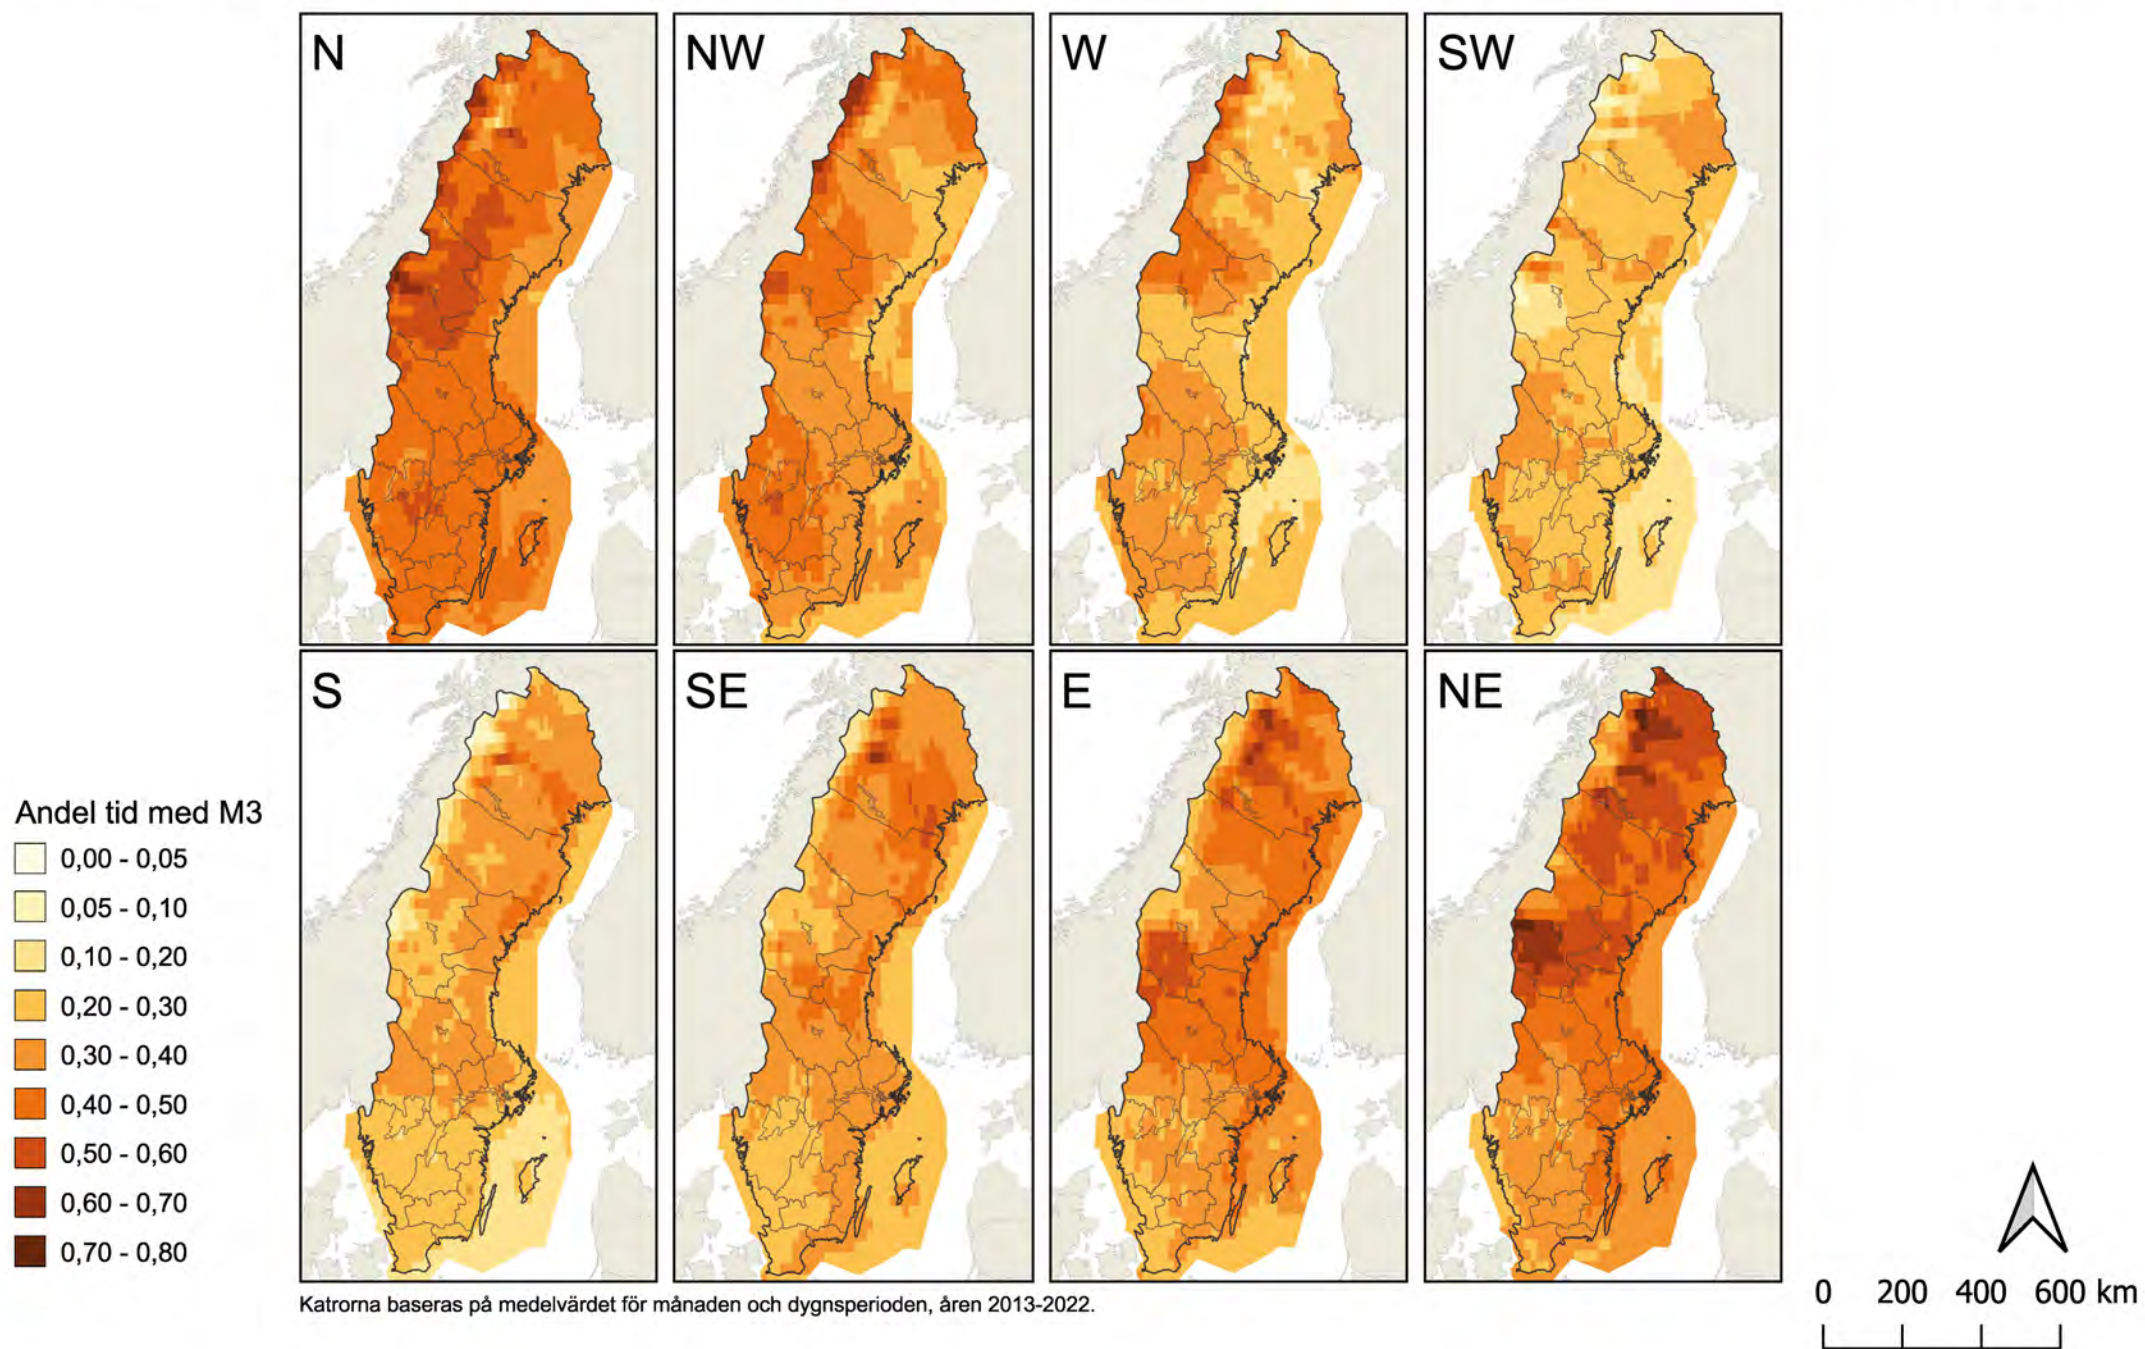 N
NW
W
SW
S
SE
E
NE
Andel tid med M3
0,00 - 0,05
0,05 - 0,10
0,10 - 0,20
0,20 - 0,30
0,30 - 0,40
0,40 - 0,50
0,50 - 0,60
0,60 - 0,70
0,70 - 0,80
Katrorna baseras på medelvärdet för månaden och dygnsperioden, åren 2013-2022.
0 200 400 600 km